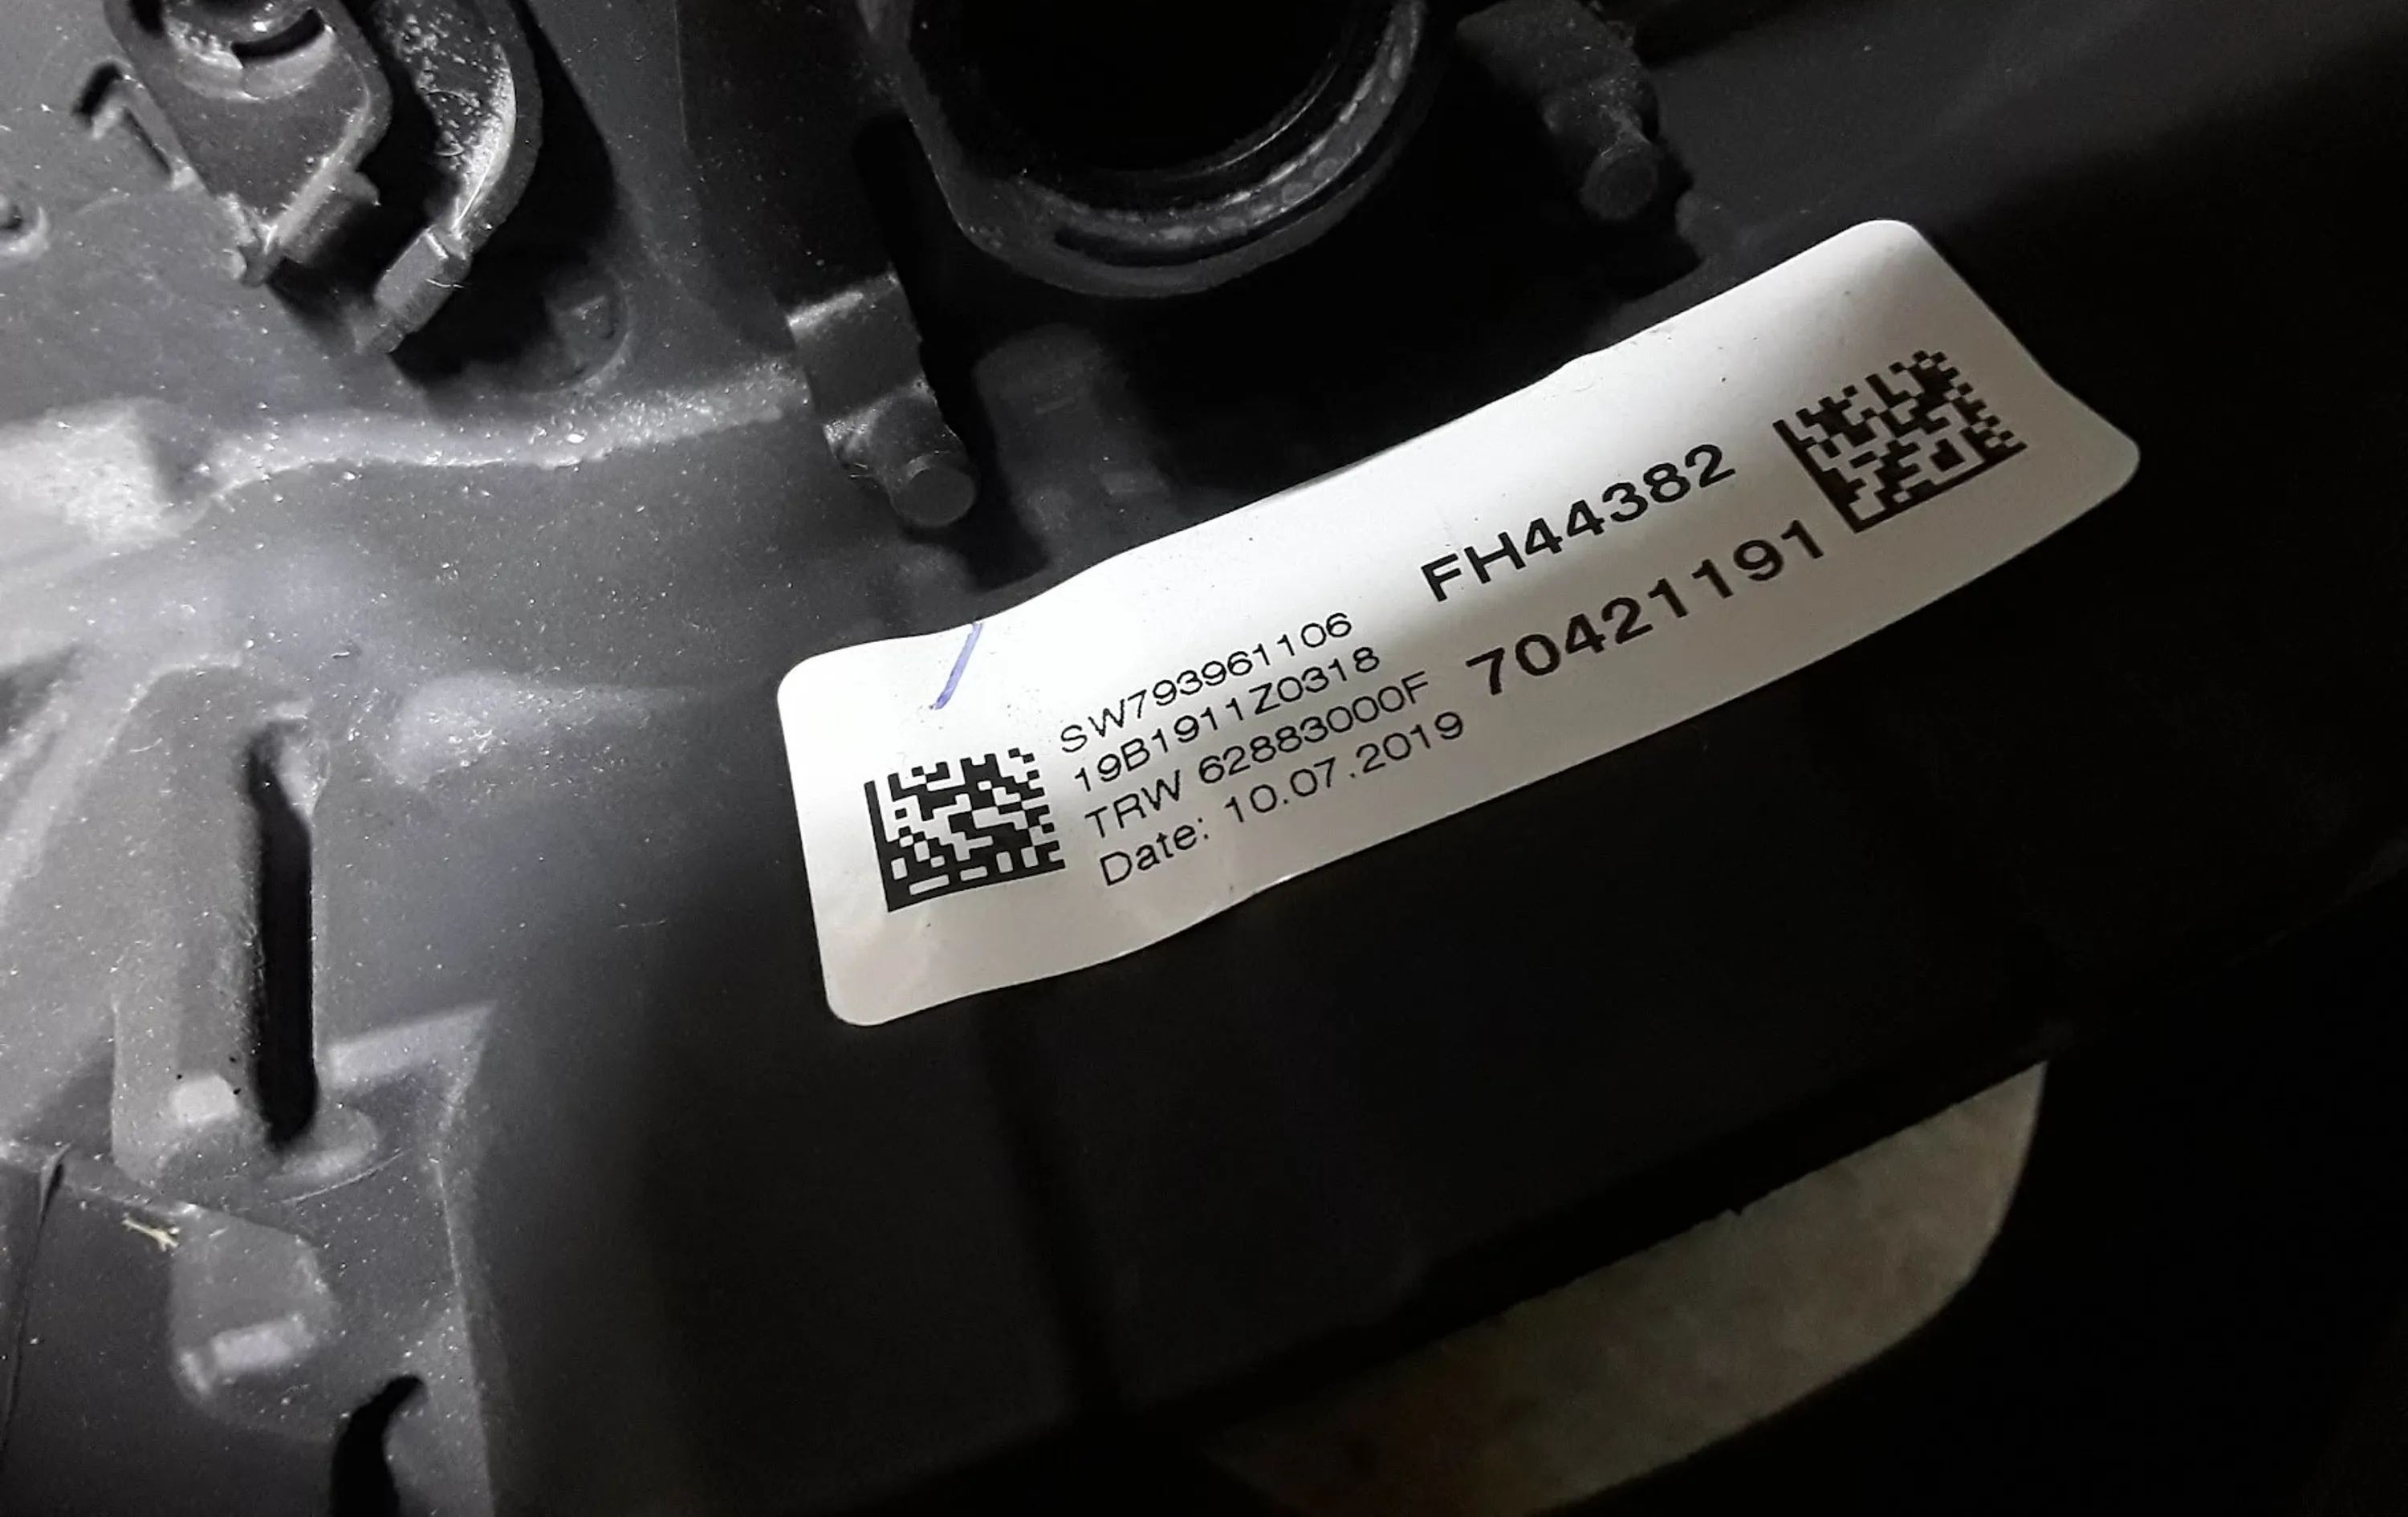 SW793961106
19B1911Z0318
TRW 62883000F
Date: 10.07.2019
FH44382
70421191